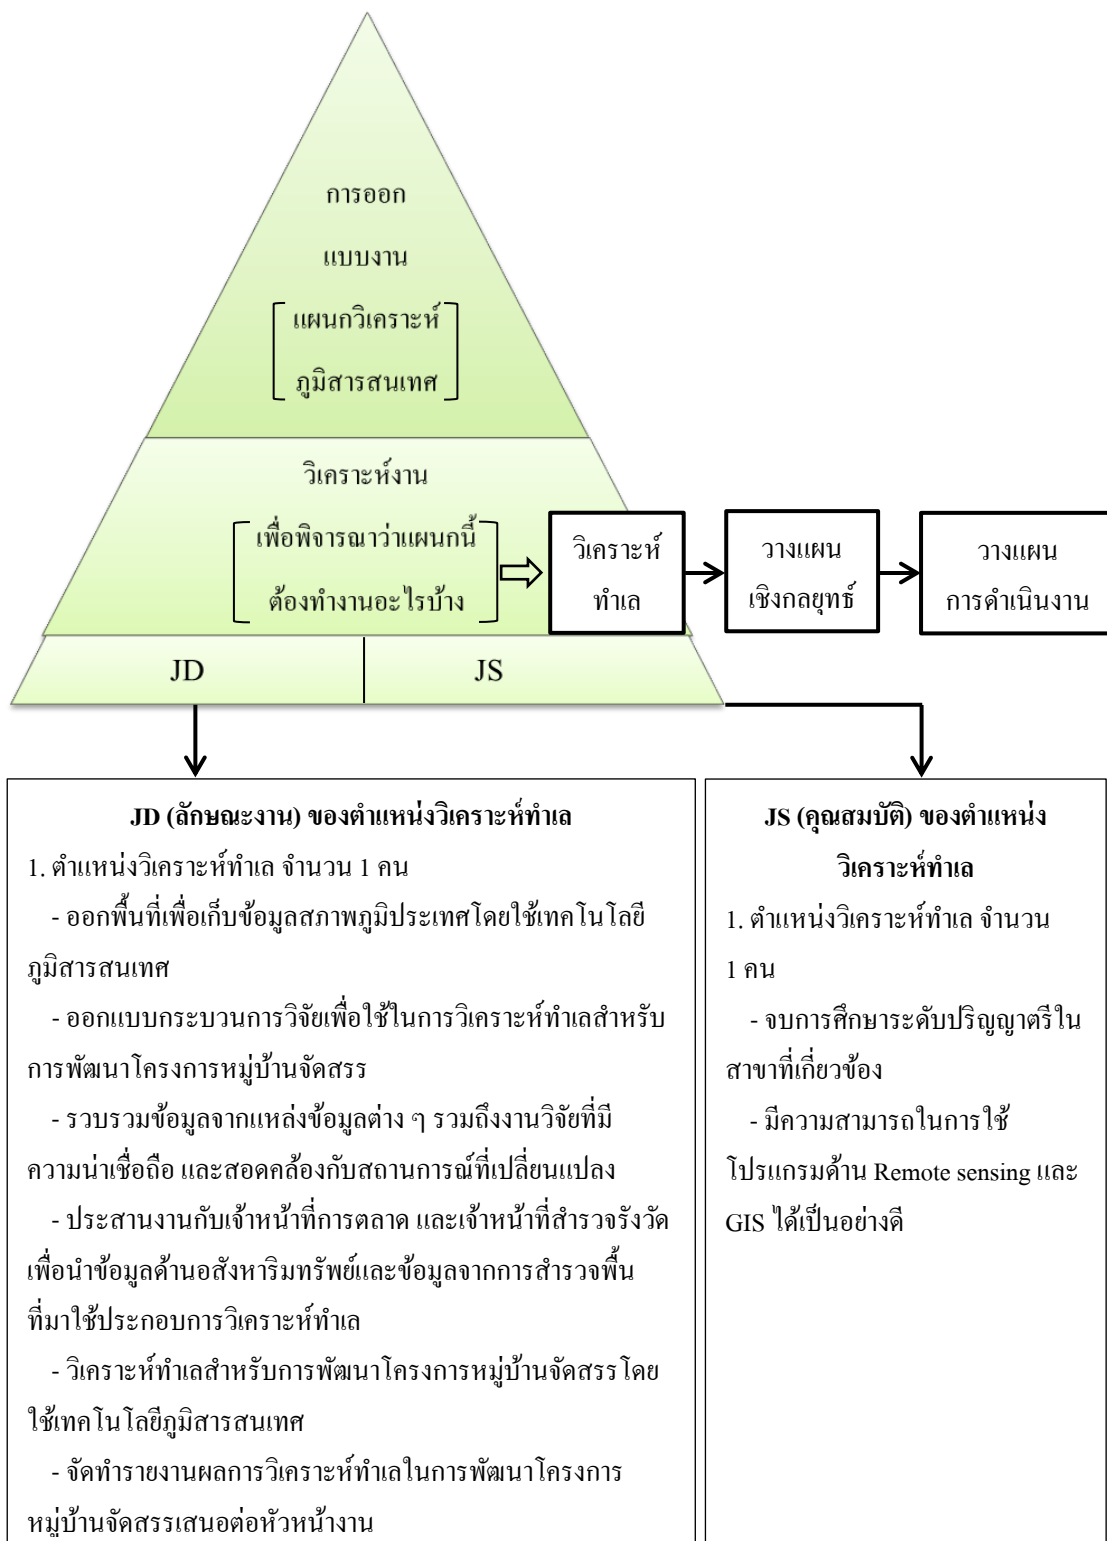 การออก
แบบงาน
แผนกวิเคราะห์
ภูมิสารสนเทศ
วิเคราะห์งาน
เพื่อพิจารณาว่าแผนกนี้
ต้องทำงานอะไรบ้าง
วิเคราะห์
ทำเล
วางแผน
เชิงกลยุทธ์
วางแผน
การดำเนินงาน
JD
JS
JD (ลักษณะงาน) ของตำแหน่งวิเคราะห์ทำเล
1. ตำแหน่งวิเคราะห์ทำเล จำนวน 1 คน
- ออกพื้นที่เพื่อเก็บข้อมูลสภาพภูมิประเทศโดยใช้เทคโนโลยี
ภูมิสารสนเทศ
- ออกแบบกระบวนการวิจัยเพื่อใช้ในการวิเคราะห์ทำเลสำหรับ
การพัฒนาโครงการหมู่บ้านจัดสรร
- รวบรวมข้อมูลจากแหล่งข้อมูลต่าง ๆ รวมถึงงานวิจัยที่มี
ความน่าเชื่อถือ และสอดคล้องกับสถานการณ์ที่เปลี่ยนแปลง
- ประสานงานกับเจ้าหน้าที่การตลาด และเจ้าหน้าที่สำรวจรังวัด
เพื่อนำข้อมูลด้านอสังหาริมทรัพย์และข้อมูลจากการสำรวจพื้น
ที่มาใช้ประกอบการวิเคราะห์ทำเล
- วิเคราะห์ทำเลสำหรับการพัฒนาโครงการหมู่บ้านจัดสรรโดย
ใช้เทคโนโลยีภูมิสารสนเทศ
- จัดทำรายงานผลการวิเคราะห์ทำเลในการพัฒนาโครงการ
หมู่บ้านจัดสรรเสนอต่อหัวหน้างาน
JS (คุณสมบัติ) ของตำแหน่ง
วิเคราะห์ทำเล
1. ตำแหน่งวิเคราะห์ทำเล จำนวน
1 คน
- จบการศึกษาระดับปริญญาตรีใน
สาขาที่เกี่ยวข้อง
- มีความสามารถในการใช้
โปรแกรมด้าน Remote sensing และ
GIS ได้เป็นอย่างดี